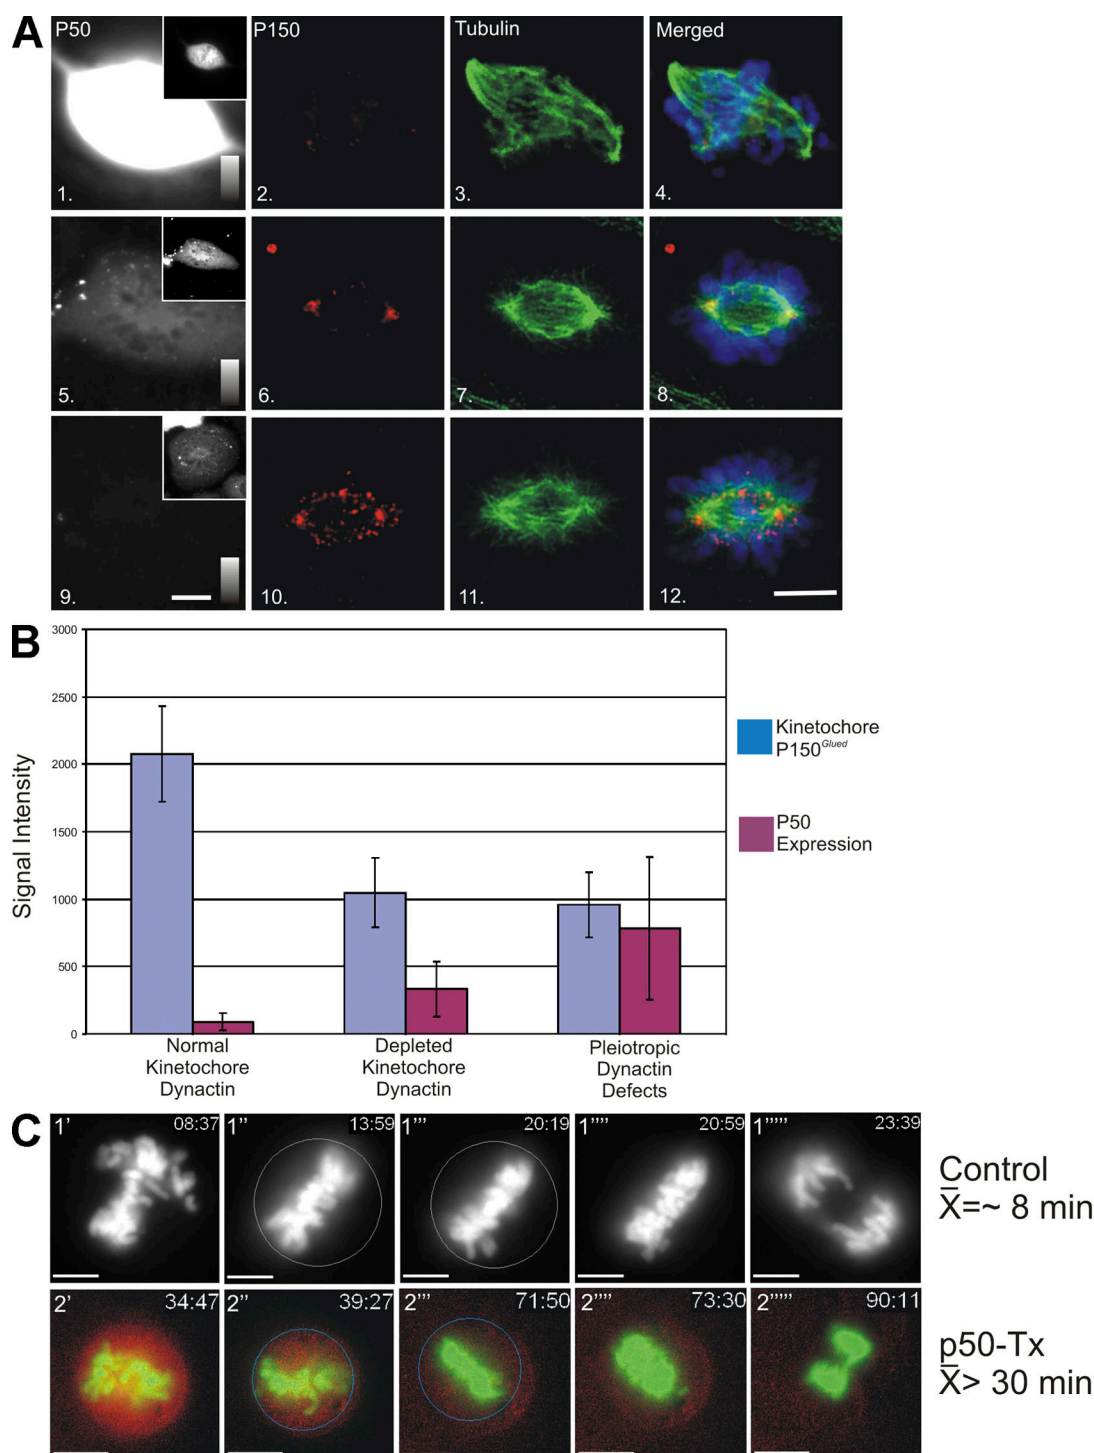 A
P50
P150
Tubulin
Merged
1.
2.
3.
4.
5.
6.
7.
8.
9.
10.
11.
12.
B
3000
2500
2000
1500
1000
500
0
Signal Intensity
Normal
Kinetochore
Dynactin
Depleted
Kinetochore
Dynactin
Pleiotropic
Dynactin
Defects
Kinetochore
P150Glued
P50
Expression
C
1' 08:37
1'' 13:59
1''' 20:19
1'''' 20:59
1''''' 23:39
Control
X̅=~ 8 min
2' 34:47
2'' 39:27
2''' 71:50
2'''' 73:30
2''''' 90:11
p50-Tx
X̅> 30 min